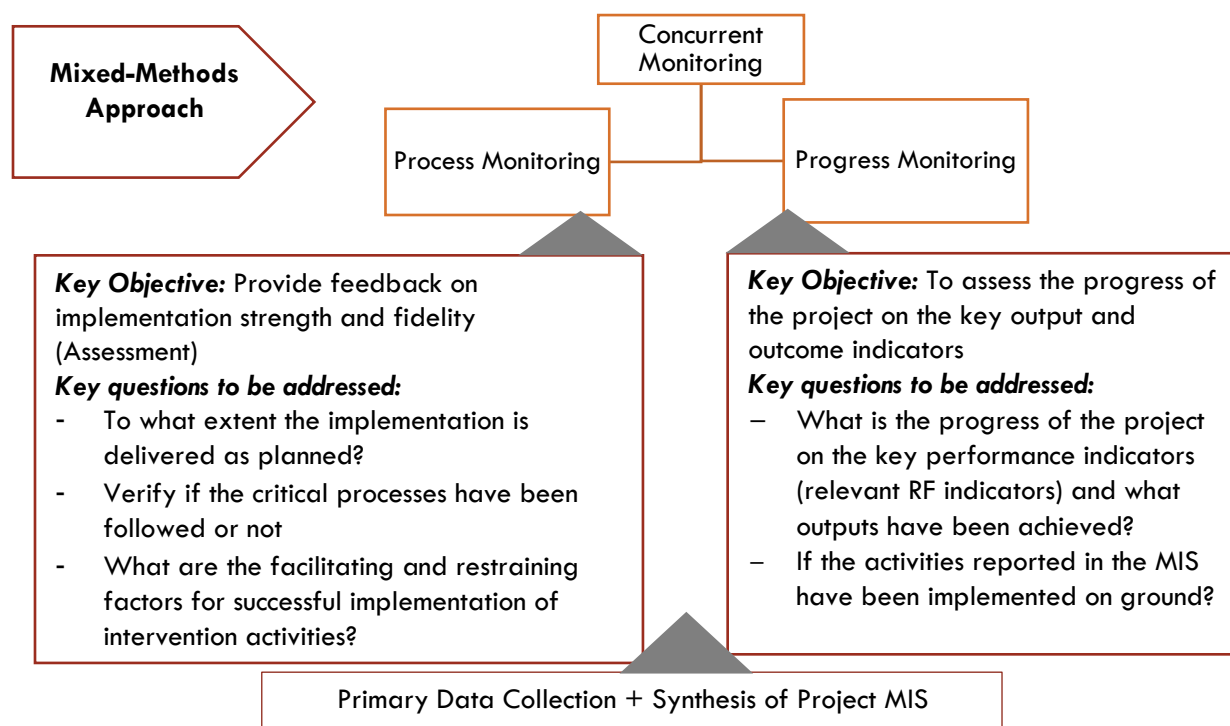 Mixed-Methods
Approach
Concurrent
Monitoring
Process Monitoring
Progress Monitoring
Key Objective: Provide feedback on
implementation strength and fidelity
(Assessment)
Key questions to be addressed:
- To what extent the implementation is
delivered as planned?
- Verify if the critical processes have been
followed or not
- What are the facilitating and restraining
factors for successful implementation of
intervention activities?
Key Objective: To assess the progress of
the project on the key output and
outcome indicators
Key questions to be addressed:
– What is the progress of the project
on the key performance indicators
(relevant RF indicators) and what
outputs have been achieved?
– If the activities reported in the MIS
have been implemented on ground?
Primary Data Collection + Synthesis of Project MIS